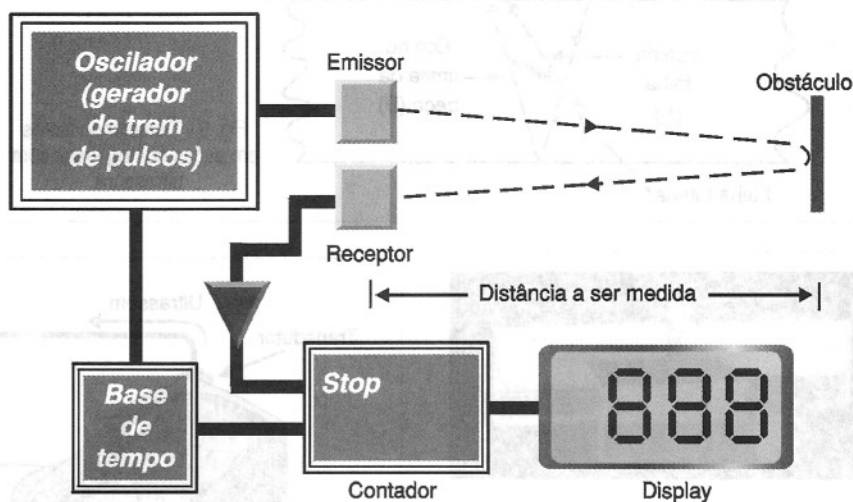 Oscilador
(gerador
de trem
de pulsos)
Emissor
Obstáculo
Receptor
Distância a ser medida
Base
de
tempo
Stop
888
Contador
Display